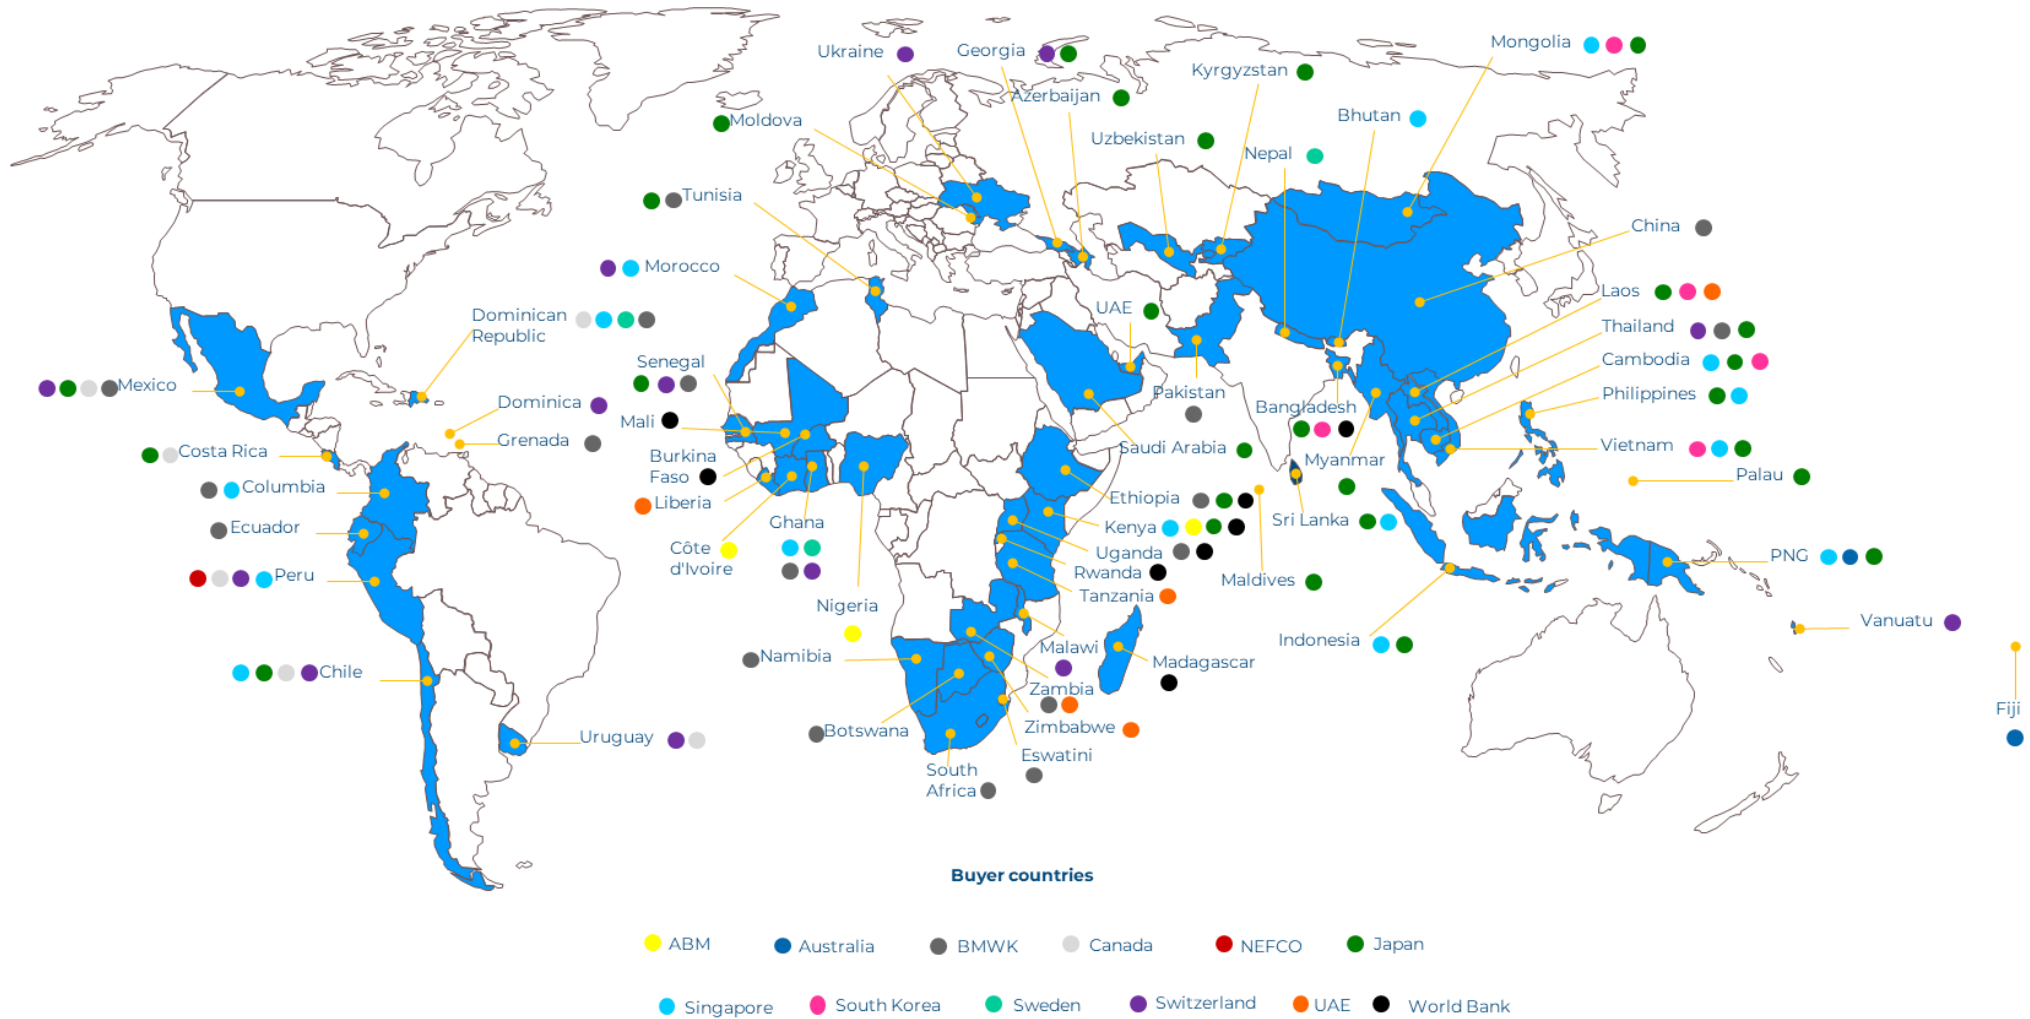 Ukraine
Georgia
Mongolia
Kyrgyzstan
Azerbaijan
Bhutan
Moldova
Uzbekistan
Nepal
Tunisia
China
Morocco
Laos
UAE
Dominican
Republic
Thailand
Senegal
Cambodia
Mexico
Pakistan
Philippines
Dominica
Bangladesh
Mali
Grenada
Saudi Arabia
Vietnam
Costa Rica
Burkina
Faso
Myanmar
Palau
Columbia
Liberia
Ethiopia
Ghana
Sri Lanka
Ecuador
Kenya
Côte
d'Ivoire
Uganda
PNG
Rwanda
Peru
Maldives
Tanzania
Nigeria
Vanuatu
Indonesia
Malawi
Namibia
Madagascar
Chile
Zambia
Fiji
Zimbabwe
Botswana
Uruguay
Eswatini
South
Africa
Buyer countries
ABM Australia BMWK Canada NEFCO Japan
Singapore South Korea Sweden Switzerland UAE World Bank